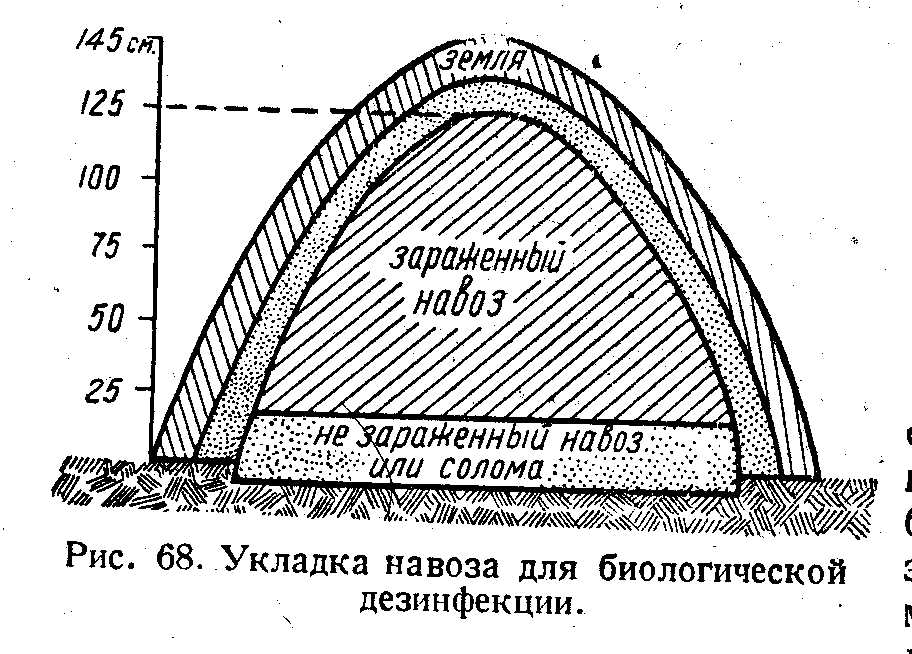 145 см.
земля
125
100
75
зараженный
навоз
50
25
не зараженный навоз
или солома
Рис. 68. Укладка навоза для биологической
дезинфекции.